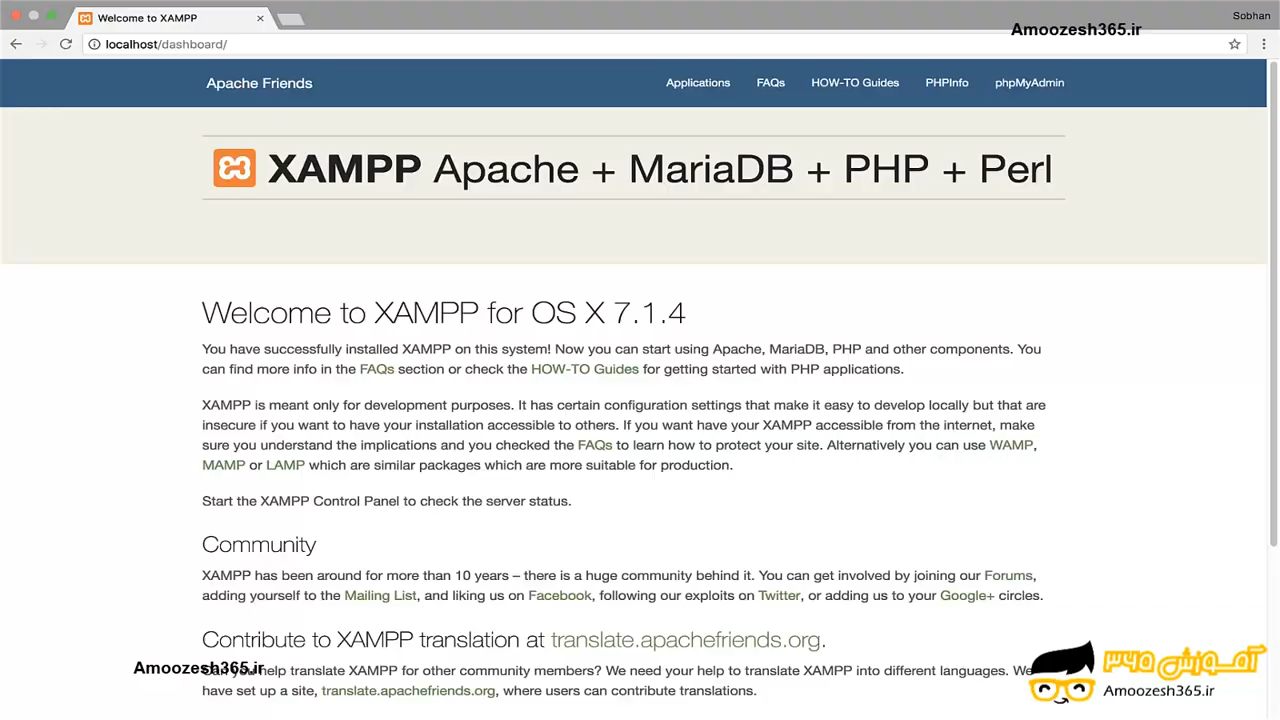 Welcome to XAMPP
Sobhan
Amoozesh365.ir
localhost/dashboard/
Apache Friends
Applications
FAQs
HOW-TO Guides
PHPInfo
phpMyAdmin
XAMPP Apache + MariaDB + PHP + Perl
Welcome to XAMPP for OS X 7.1.4
You have successfully installed XAMPP on this system! Now you can start using Apache, MariaDB, PHP and other components. You
can find more info in the FAQs section or check the HOW-TO Guides for getting started with PHP applications.
XAMPP is meant only for development purposes. It has certain configuration settings that make it easy to develop locally but that are
insecure if you want to have your installation accessible to others. If you want have your XAMPP accessible from the internet, make
sure you understand the implications and you checked the FAQs to learn how to protect your site. Alternatively you can use WAMP,
MAMP or LAMP which are similar packages which are more suitable for production.
Start the XAMPP Control Panel to check the server status.
Community
XAMPP has been around for more than 10 years – there is a huge community behind it. You can get involved by joining our Forums,
adding yourself to the Mailing List, and liking us on Facebook, following our exploits on Twitter, or adding us to your Google+ circles.
Contribute to XAMPP translation at translate.apachefriends.org.
Amoozesh365.ir
Can you help translate XAMPP for other community members? We need your help to translate XAMPP into different languages. We
have set up a site, translate.apachefriends.org, where users can contribute translations.
آموزش ۳۶۵
Amoozesh365.ir